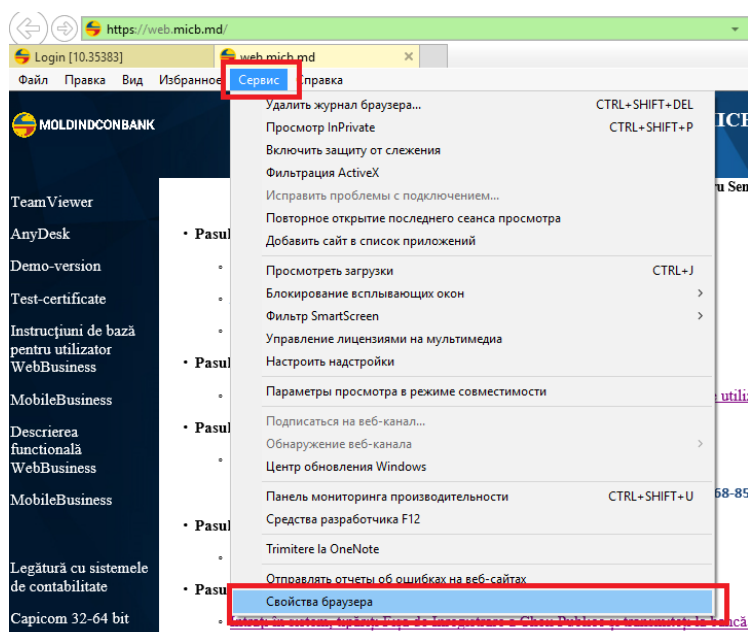 https://web.micb.md/
Login [10.35383]
web.micb.md
Файл Правка Вид Избранное Сервис Справка
MOLDINDCONBANK
TeamViewer
AnyDesk
Demo-version
Test-certificate
Instrucțiuni de bază
pentru utilizator
WebBusiness
MobileBusiness
Descrierea
functională
WebBusiness
MobileBusiness
Legătură cu sistemele
de contabilitate
Capicom 32-64 bit
• Pasul
• Pasul
• Pasul
• Pasul
• Pasu
Удалить журнал браузера... CTRL+SHIFT+DEL
Просмотр InPrivate CTRL+SHIFT+P
Включить защиту от слежения
Фильтрация ActiveX
Исправить проблемы с подключением...
Повторное открытие последнего сеанса просмотра
Добавить сайт в список приложений
Просмотреть загрузки CTRL+J
Блокирование всплывающих окон
Фильтр SmartScreen
Управление лицензиями на мультимедиа
Настроить надстройки
Параметры просмотра в режиме совместимости
Подписаться на веб-канал...
Обнаружение веб-канала
Центр обновления Windows
Панель мониторинга производительности CTRL+SHIFT+U
Средства разработчика F12
Trimitere la OneNote
Отправлять отчеты об ошибках на веб-сайтах
Свойства браузера
68-85